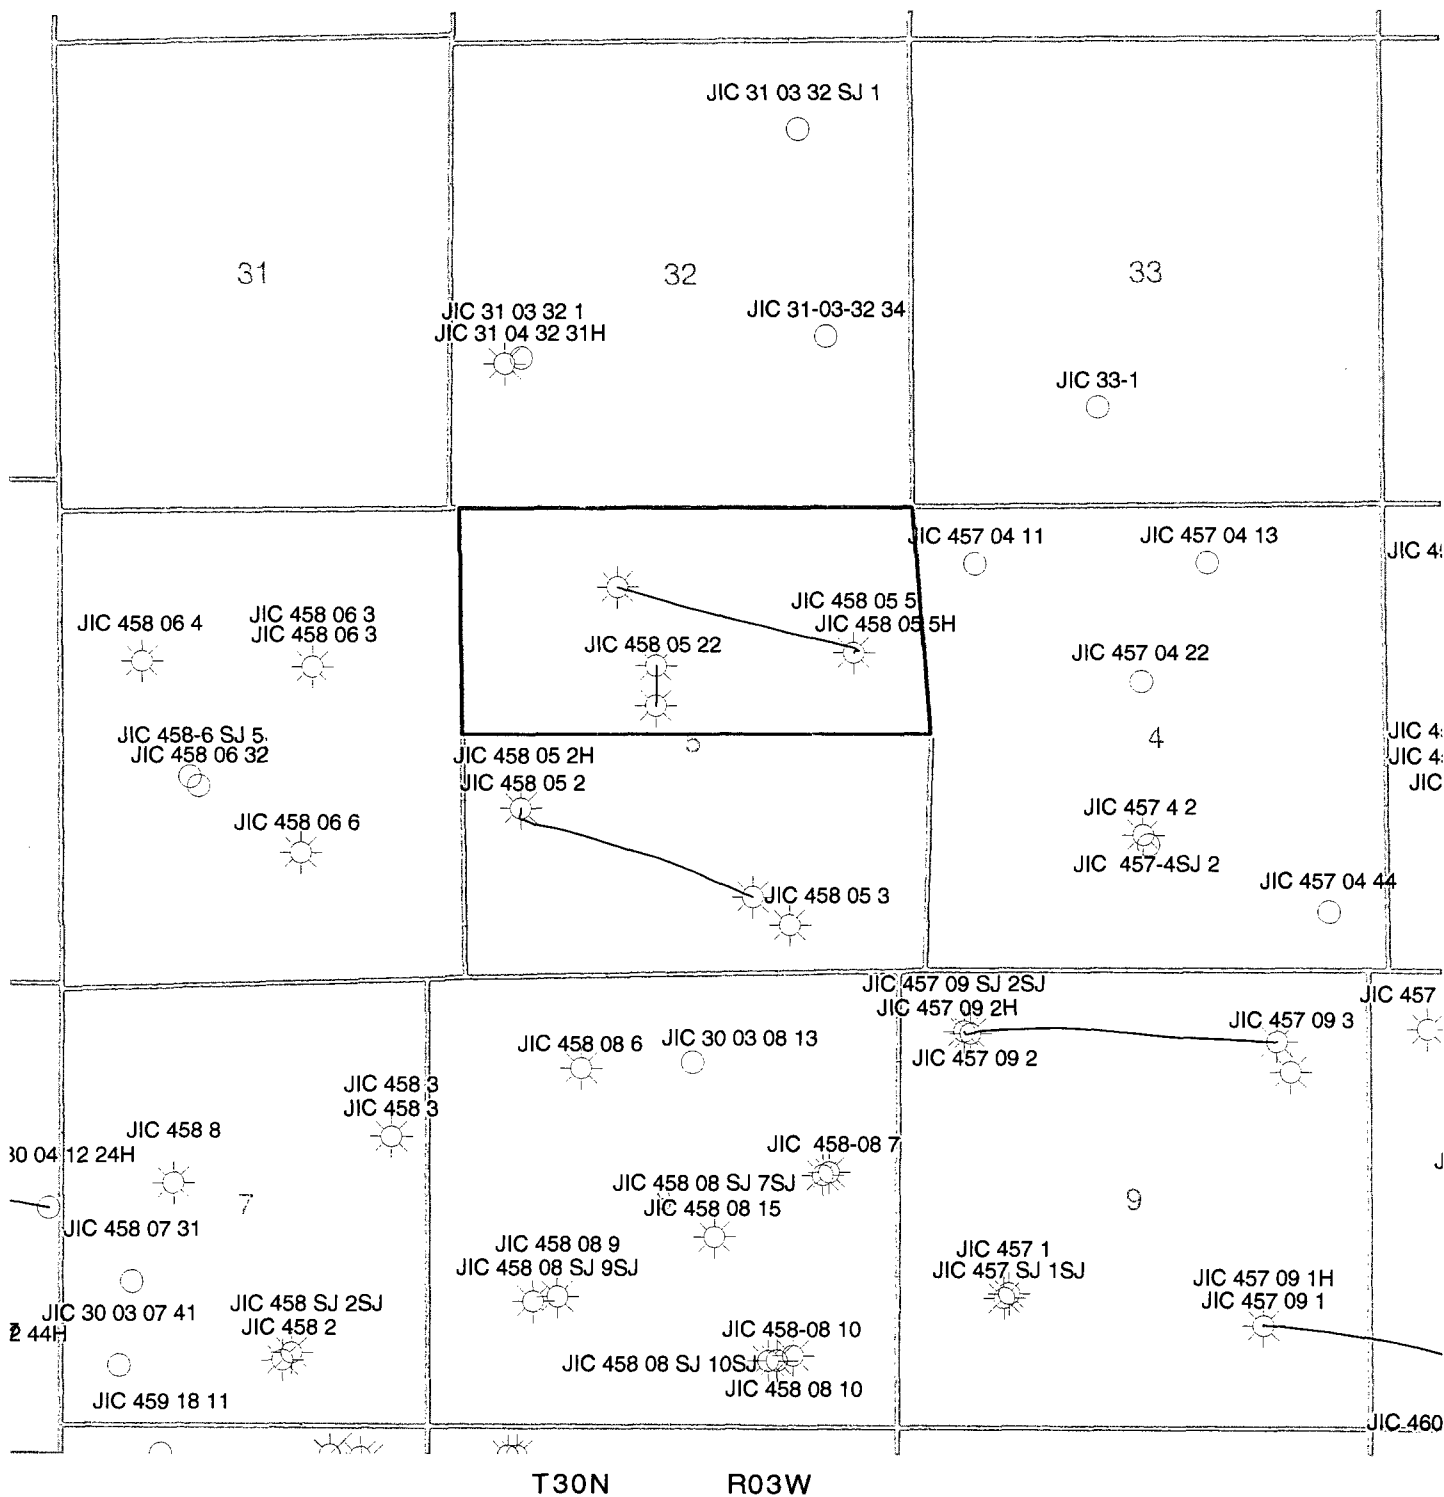 JIC 31 03 32 SJ 1
31
32
33
JIC 31 03 32 1
JIC 31 04 32 31H
JIC 31-03-32 34
JIC 33-1
JIC 457 04 11
JIC 457 04 13
JIC 458 06 4
JIC 458 06 3
JIC 458 06 3
JIC 458 05 5
JIC 458 05 5H
JIC 458 05 22
JIC 457 04 22
JIC 458-6 SJ 5
JIC 458 06 32
5
4
JIC 458 05 2H
JIC 458 05 2
JIC
JIC 458 06 6
JIC 457 4 2
JIC 457-4SJ 2
JIC 458 05 3
JIC 457 04 44
JIC 457 09 SJ 2SJ
JIC 457 09 2H
JIC 457 09 2
JIC 457 09 3
JIC 457
JIC 458 08 6
JIC 30 03 08 13
JIC 458 3
JIC 458 3
JIC 458 8
30 04 12 24H
JIC 458-08 7
JIC 458 08 SJ 7SJ
JIC 458 08 15
7
9
JIC 458 07 31
JIC 458 08 9
JIC 458 08 SJ 9SJ
JIC 457 1
JIC 457 SJ 1SJ
JIC 457 09 1H
JIC 457 09 1
JIC 30 03 07 41
2 44H
JIC 458 SJ 2SJ
JIC 458 2
JIC 458-08 10
JIC 458 08 SJ 10SJ
JIC 458 08 10
JIC 459 18 11
JIC 460
T30N R03W